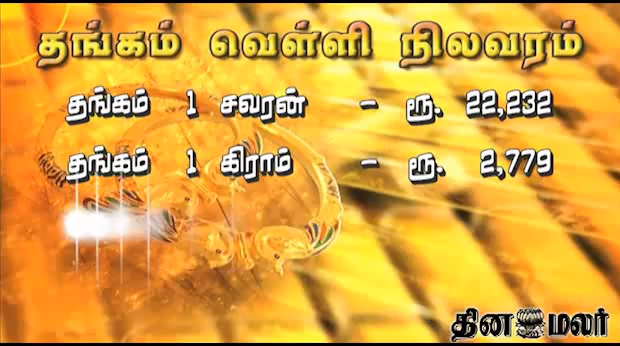 தங்கம் வெள்ளி நிலவரம்
தங்கம் 1 சவரன் - ரூ. 22,232
தங்கம் 1 கிராம் - ரூ. 2,779
தினமலர்